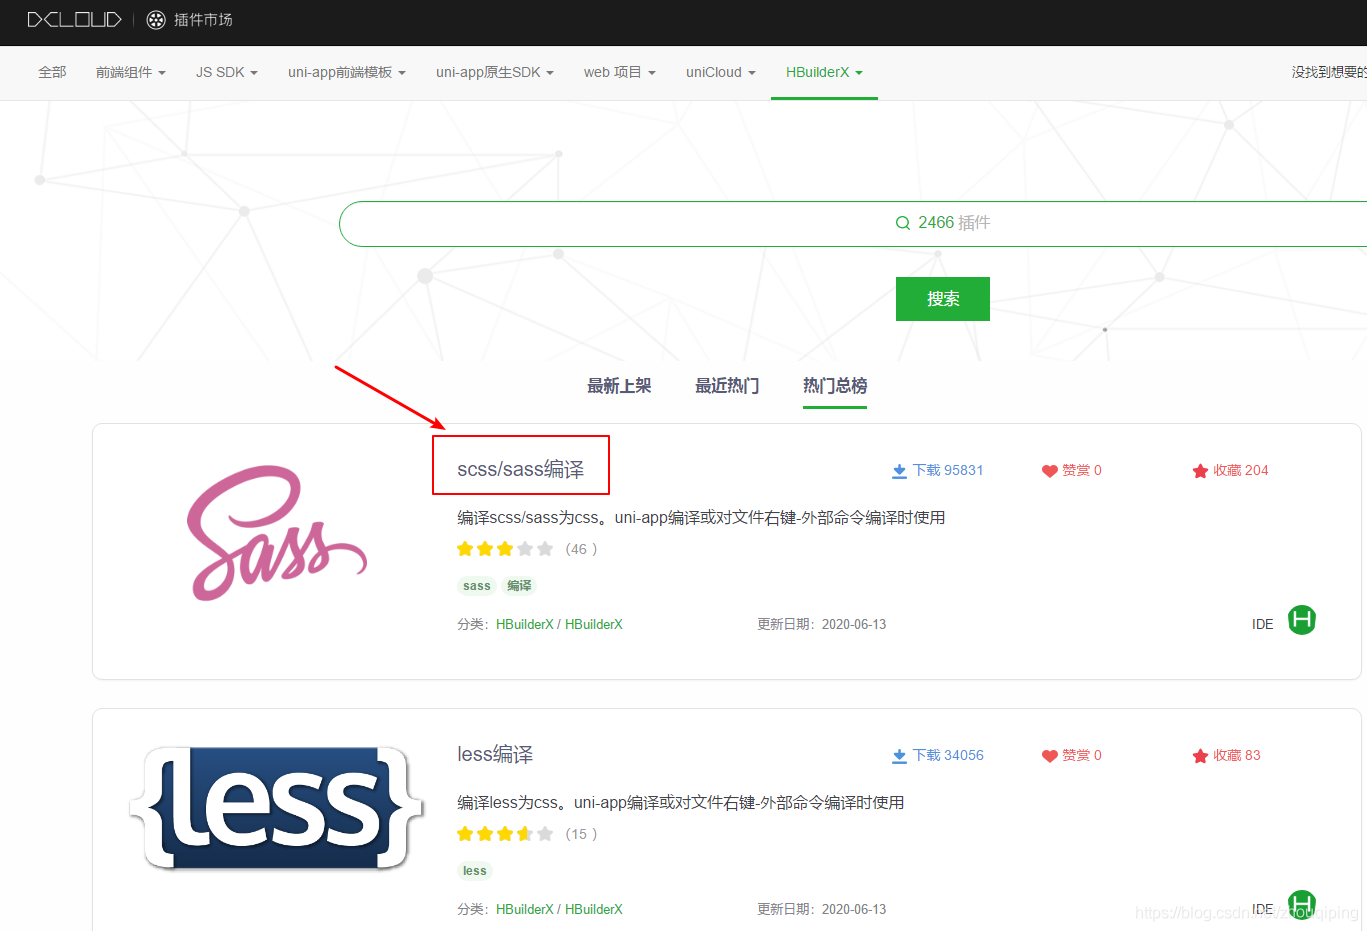 DCLOUD 插件市场
全部 前端组件 JS SDK uni-app前端模板 uni-app原生SDK web 项目 uniCloud HBuilderX 没找到想要的
2466 插件
搜索
最新上架 最近热门 热门总榜
Sass
scss/sass编译 下载 95831 赞赏 0 收藏 204
编译scss/sass为css。uni-app编译或对文件右键-外部命令编译时使用
(46 )
sass 编译
分类：HBuilderX / HBuilderX 更新日期：2020-06-13 IDE H
{less}
less编译 下载 34056 赞赏 0 收藏 83
编译less为css。uni-app编译或对文件右键-外部命令编译时使用
(15 )
less
分类：HBuilderX / HBuilderX 更新日期：2020-06-13 IDE H
https://blog.csdn.net/zhouqiping